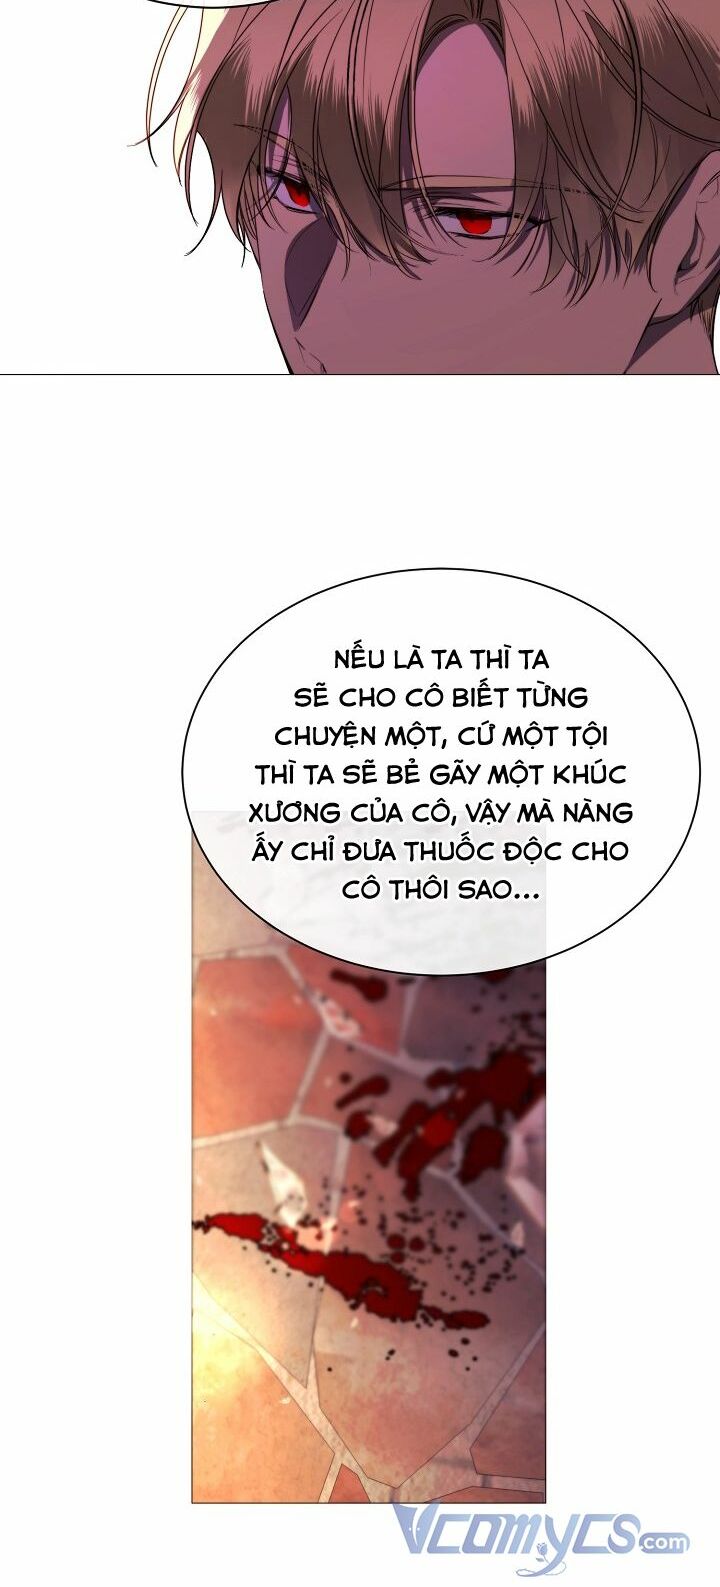 NẾU LÀ TA THÌ TA
SẼ CHO CÔ BIẾT TỪNG
CHUYỆN MỘT, CỨ MỘT TỘI
THÌ TA SẼ BẺ GÃY MỘT KHÚC
XƯƠNG CỦA CÔ, VẬY MÀ NÀNG
ẤY CHỈ ĐƯA THUỐC ĐỘC CHO
CÔ THÔI SAO...
VCOMYCS.com